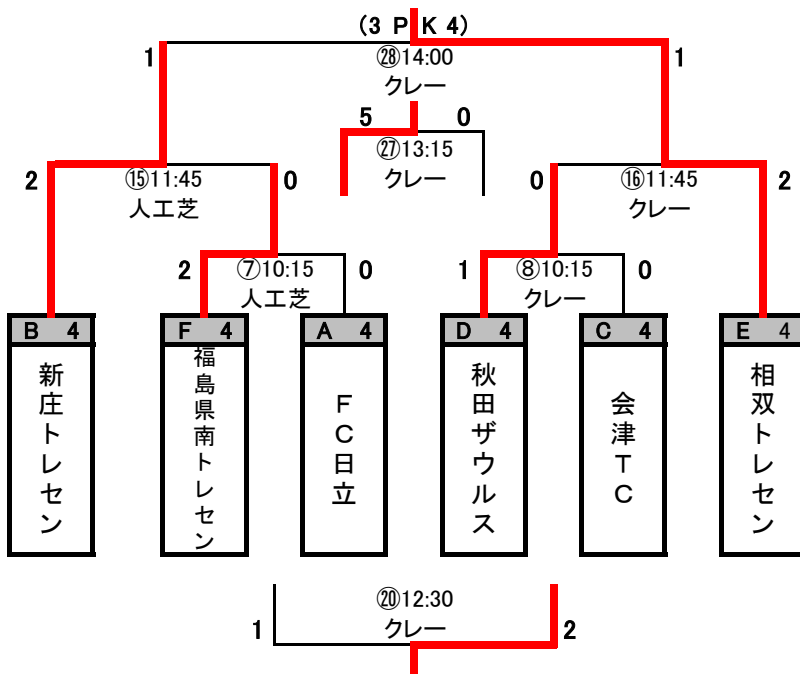 (3 P K 4)
1 ㉘14:00 1
クレー
5 0
㉗13:15
クレー
2 ⑮11:45 0 0 ⑯11:45 2
人工芝 クレー
2 ⑦10:15 0 1 ⑧10:15 0
人工芝 クレー
B 4 F 4 A 4 D 4 C 4 E 4
新庄トレセン
福島県南トレセン
FC日立
秋田ザウルス
会津TC
相双トレセン
⑳12:30
1 クレー 2